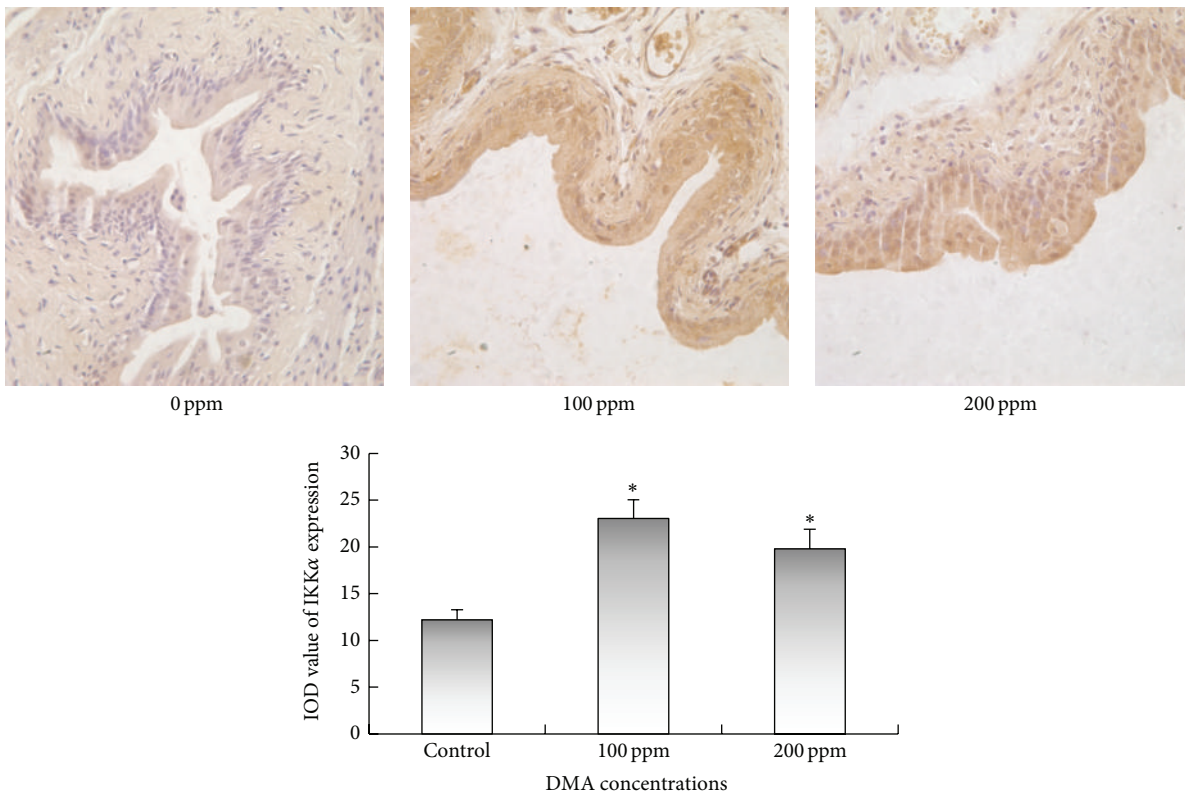 0 ppm
100 ppm
200 ppm
30
25
20
15
10
5
0
IOD value of IKKα expression
*
*
Control
100 ppm
200 ppm
DMA concentrations